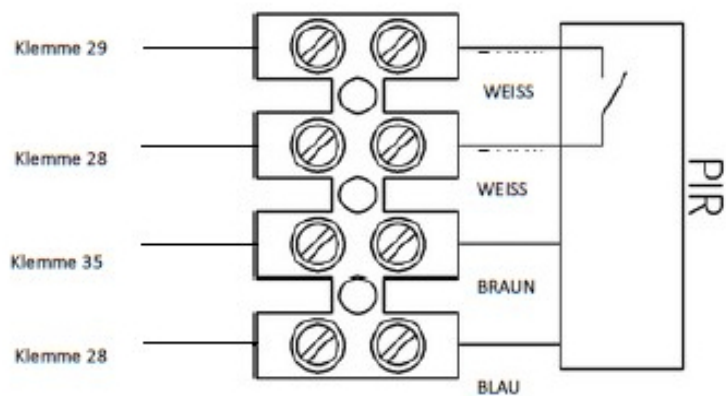 Klemme 29
WEISS
Klemme 28
WEISS
PIR
Klemme 35
BRAUN
Klemme 28
BLAU